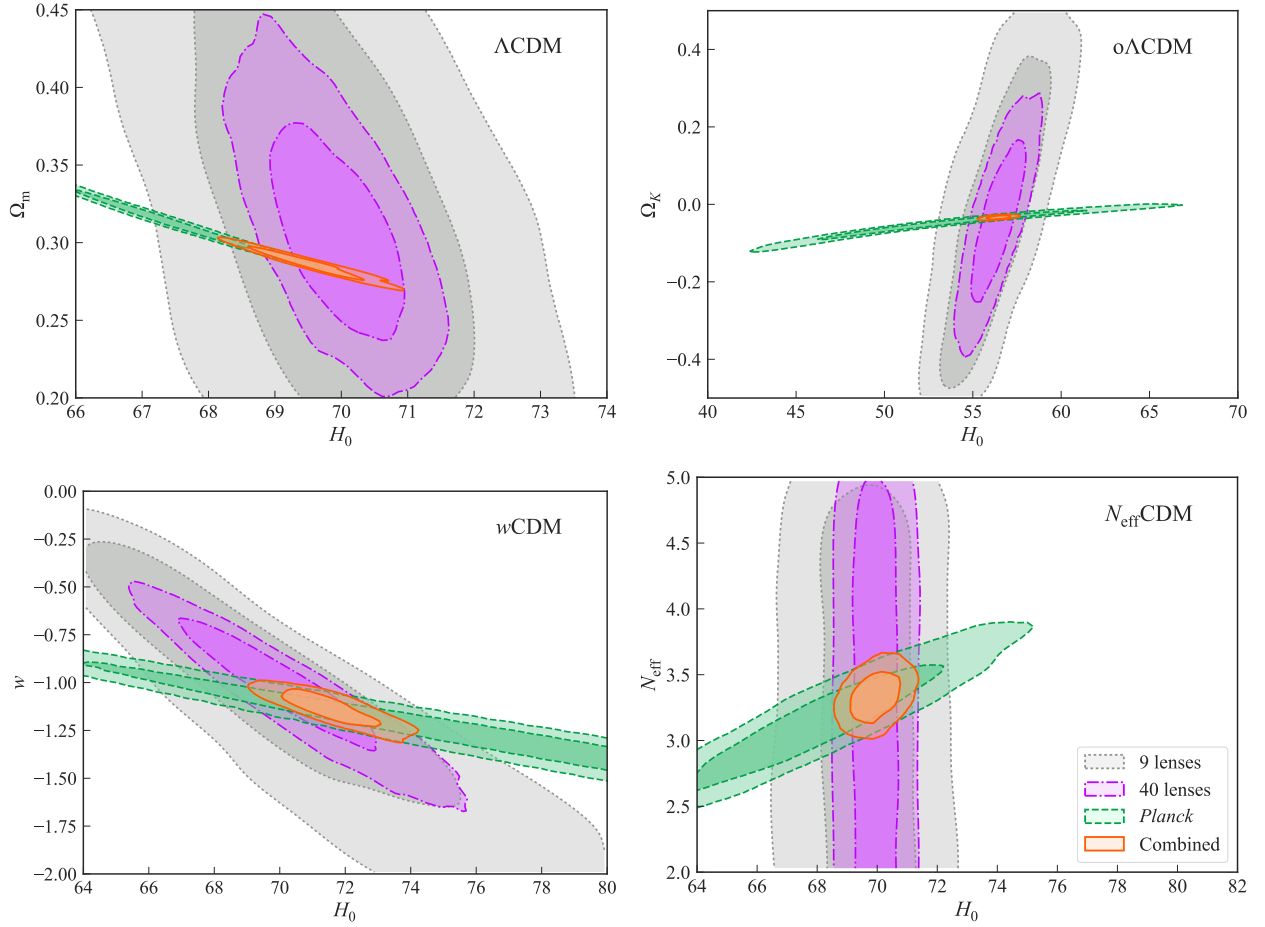 ΛCDM
0.45
0.40
0.35
0.30
0.25
0.20
Ωm
66 67 68 69 70 71 72 73 74
H0
oΛCDM
0.4
0.2
0.0
−0.2
−0.4
ΩK
40 45 50 55 60 65 70
H0
wCDM
0.00
−0.25
−0.50
−0.75
−1.00
−1.25
−1.50
−1.75
−2.00
w
64 66 68 70 72 74 76 78 80
H0
NeffCDM
5.0
4.5
4.0
3.5
3.0
2.5
2.0
Neff
64 66 68 70 72 74 76 78 80 82
H0
9 lenses
40 lenses
Planck
Combined